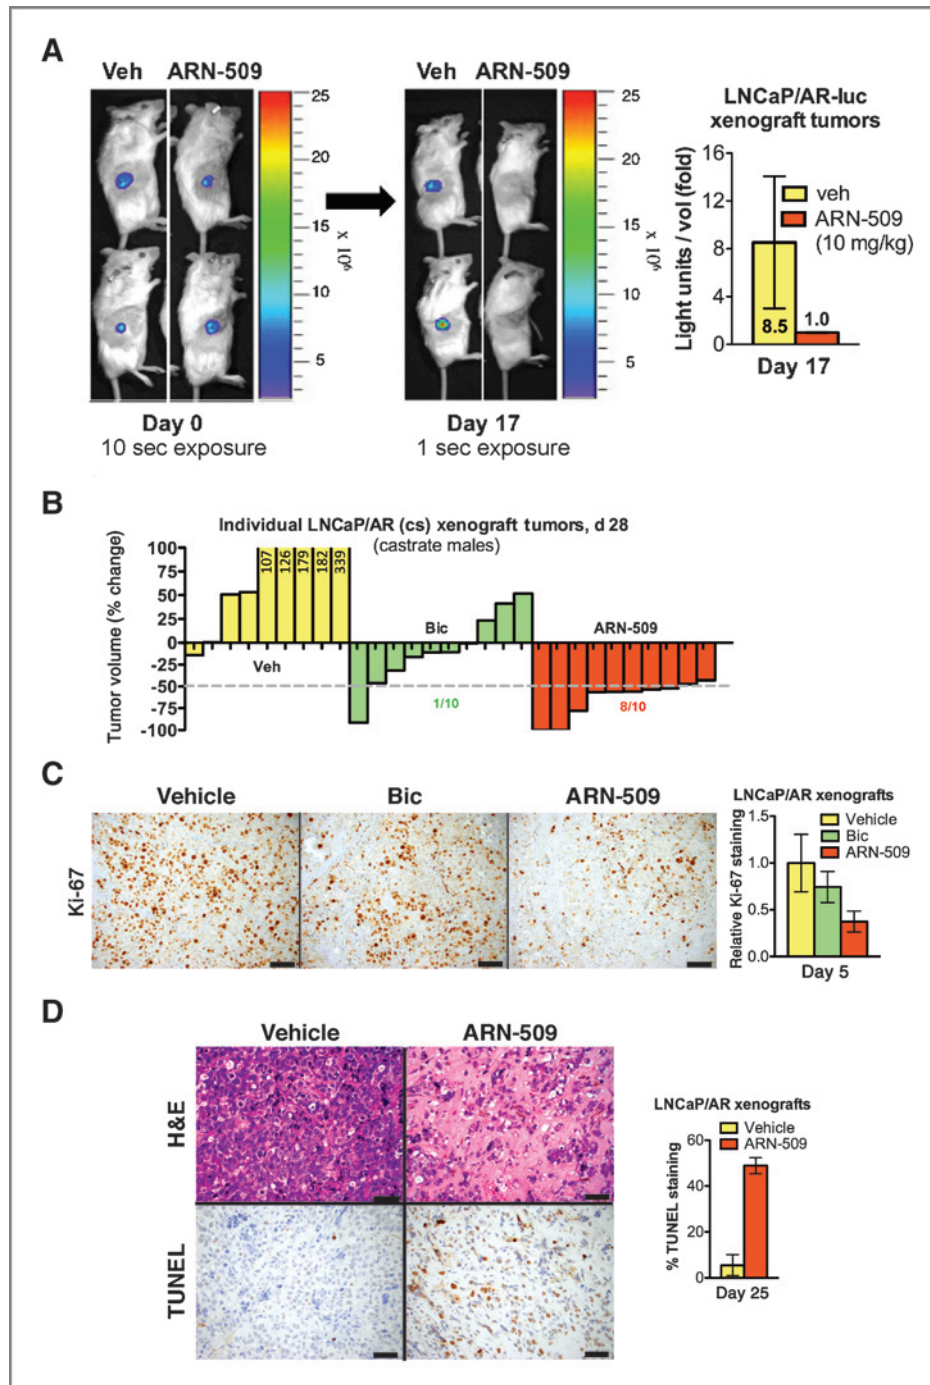 A
Veh ARN-509
25
20
15
10
5
x 10⁶
Day 0
10 sec exposure
Veh ARN-509
25
20
15
10
5
x 10⁶
Day 17
1 sec exposure
LNCaP/AR-luc
xenograft tumors
Light units / vol (fold)
16
12
8
4
0
veh
ARN-509
(10 mg/kg)
8.5
1.0
Day 17
B
Individual LNCaP/AR (cs) xenograft tumors, d 28
(castrate males)
Tumor volume (% change)
100
75
50
25
0
-25
-50
-75
-100
107
126
179
182
339
Veh
Bic
ARN-509
1/10
8/10
C
Vehicle Bic ARN-509
Ki-67
LNCaP/AR xenografts
Relative Ki-67 staining
1.5
1.0
0.5
0.0
Vehicle
Bic
ARN-509
Day 5
D
Vehicle ARN-509
H&E
TUNEL
LNCaP/AR xenografts
Vehicle
ARN-509
% TUNEL staining
60
40
20
0
Day 25